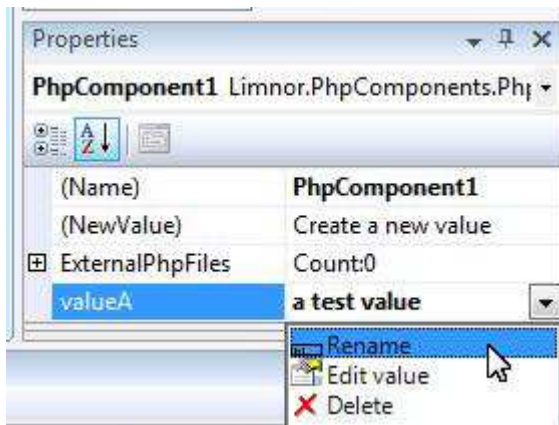 Properties
PhpComponent1 Limnor.PhpComponents.Ph
(Name) PhpComponent1
(NewValue) Create a new value
ExternalPhpFiles Count:0
valueA a test value
Rename
Edit value
Delete